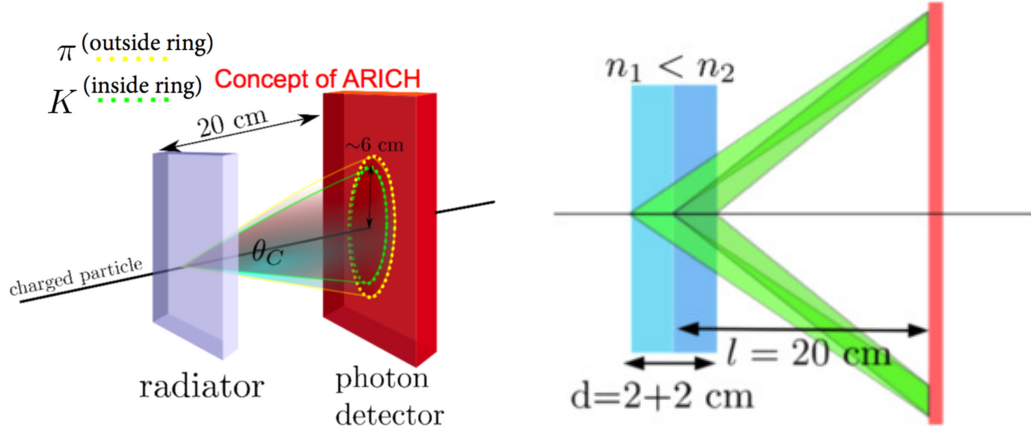 π (outside ring)
K (inside ring)
Concept of ARICH
20 cm
~6 cm
θC
charged particle
radiator
photon
detector
n1 < n2
l = 20 cm
d=2+2 cm